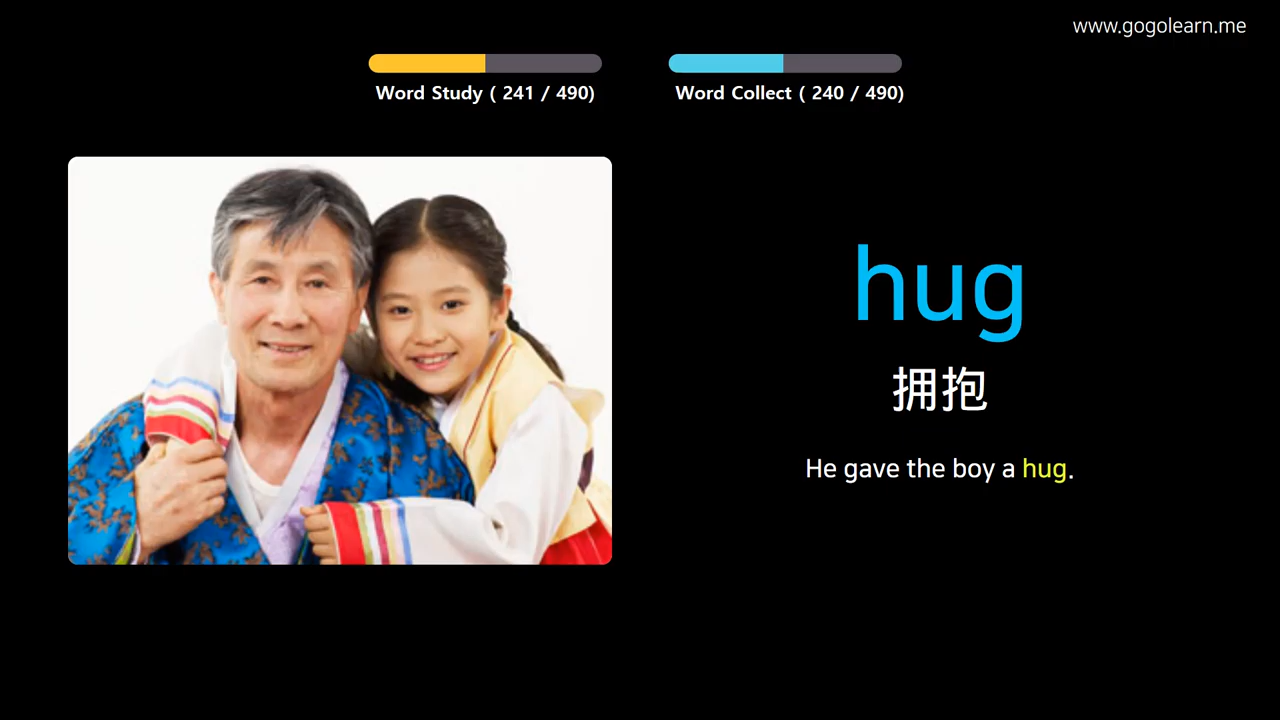 www.gogolearn.me
Word Study ( 241 / 490)
Word Collect ( 240 / 490)
hug
拥抱
He gave the boy a hug.